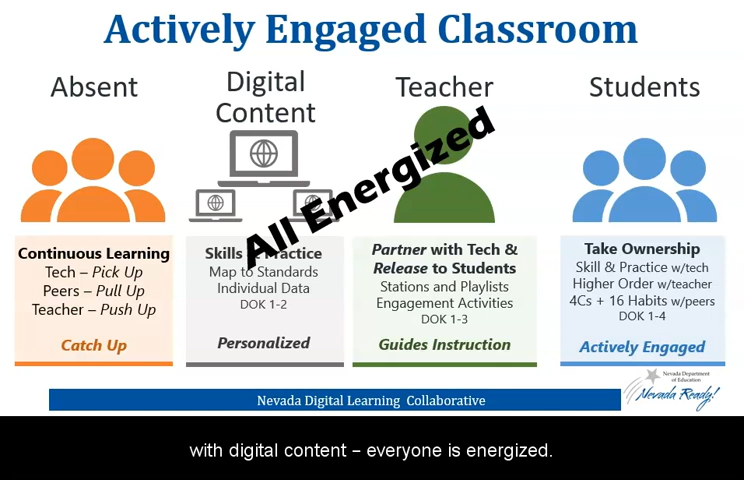 Actively Engaged Classroom
Absent
Digital
Content
Teacher
Students
All Energized
Continuous Learning
Tech – Pick Up
Peers – Pull Up
Teacher – Push Up
Catch Up
Skills & Practice
Map to Standards
Individual Data
DOK 1-2
Personalized
Partner with Tech &
Release to Students
Stations and Playlists
Engagement Activities
DOK 1-3
Guides Instruction
Take Ownership
Skill & Practice w/tech
Higher Order w/teacher
4Cs + 16 Habits w/peers
DOK 1-4
Actively Engaged
Nevada Digital Learning Collaborative
Nevada Department
of Education
Nevada Ready!
with digital content – everyone is energized.